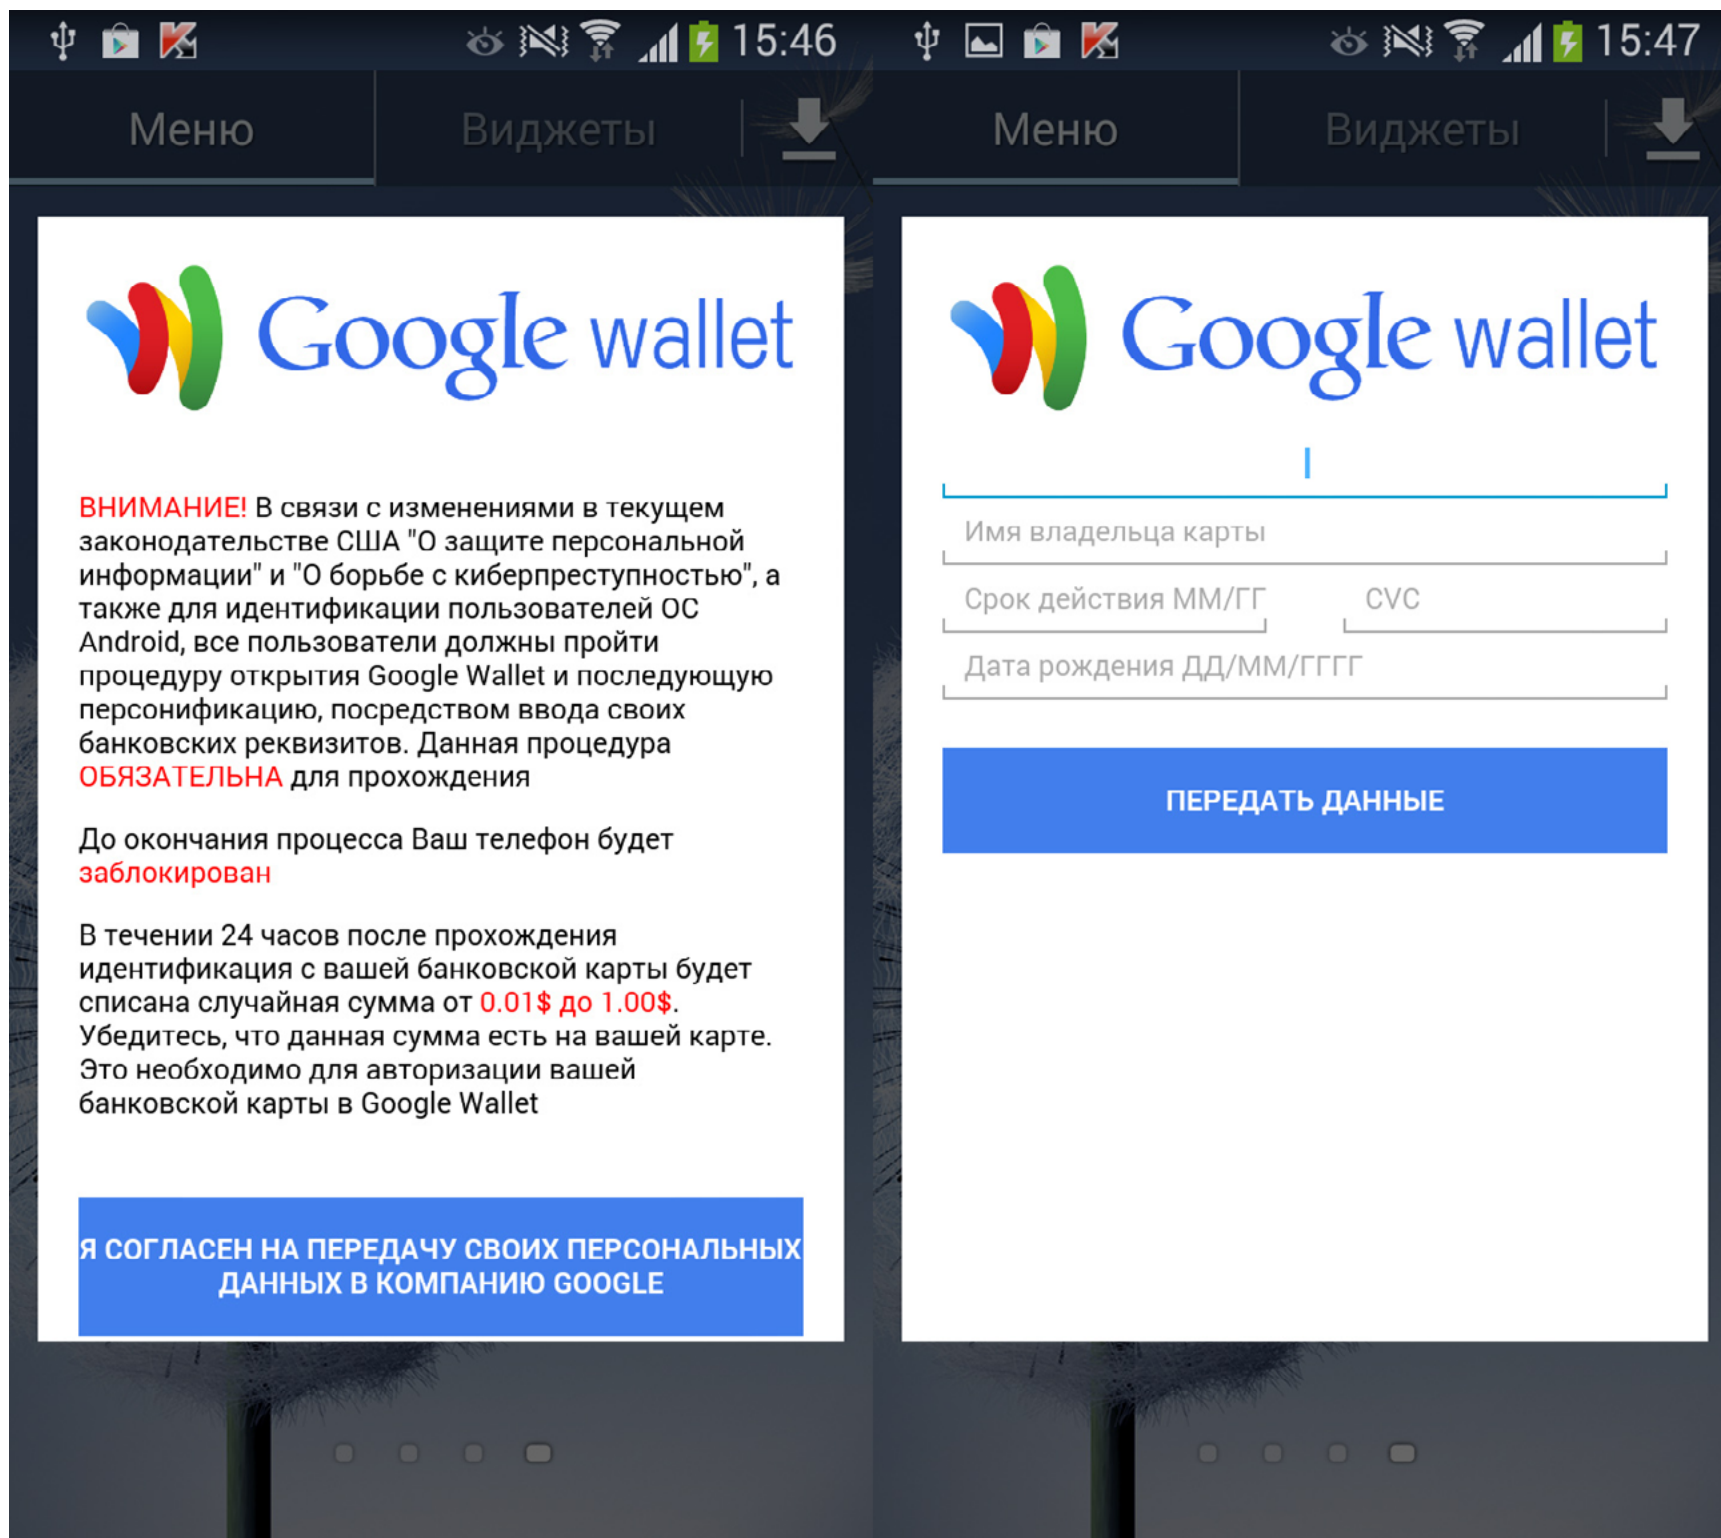 15:46
Меню
Виджеты
Google wallet
ВНИМАНИЕ! В связи с изменениями в текущем
законодательстве США "О защите персональной
информации" и "О борьбе с киберпреступностью", а
также для идентификации пользователей ОС
Android, все пользователи должны пройти
процедуру открытия Google Wallet и последующую
персонификацию, посредством ввода своих
банковских реквизитов. Данная процедура
ОБЯЗАТЕЛЬНА для прохождения
До окончания процесса Ваш телефон будет
заблокирован
В течении 24 часов после прохождения
идентификация с вашей банковской карты будет
списана случайная сумма от 0.01$ до 1.00$.
Убедитесь, что данная сумма есть на вашей карте.
Это необходимо для авторизации вашей
банковской карты в Google Wallet
Я СОГЛАСЕН НА ПЕРЕДАЧУ СВОИХ ПЕРСОНАЛЬНЫХ
ДАННЫХ В КОМПАНИЮ GOOGLE
15:47
Меню
Виджеты
Google wallet
Имя владельца карты
Срок действия ММ/ГГ
CVC
Дата рождения ДД/ММ/ГГГГ
ПЕРЕДАТЬ ДАННЫЕ